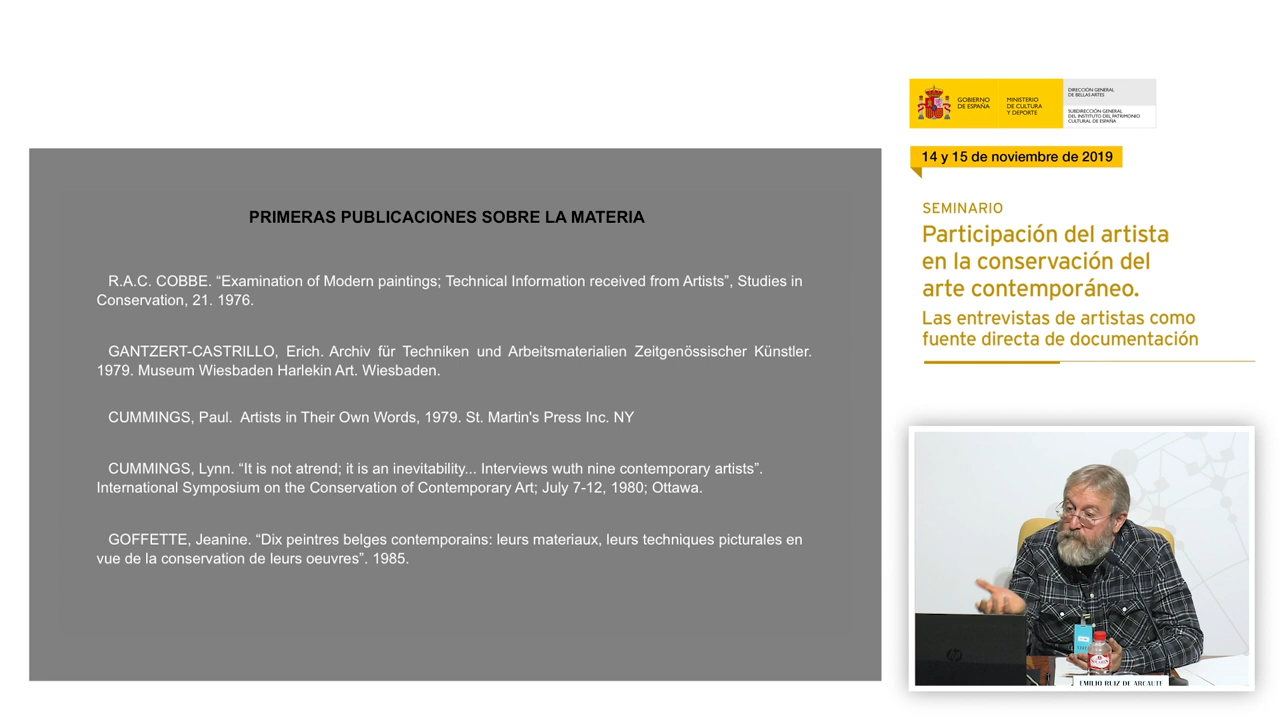 PRIMERAS PUBLICACIONES SOBRE LA MATERIA
R.A.C. COBBE. “Examination of Modern paintings; Technical Information received from Artists”, Studies in
Conservation, 21. 1976.
GANTZERT-CASTRILLO, Erich. Archiv für Techniken und Arbeitsmaterialien Zeitgenössischer Künstler.
1979. Museum Wiesbaden Harlekin Art. Wiesbaden.
CUMMINGS, Paul. Artists in Their Own Words, 1979. St. Martin's Press Inc. NY
CUMMINGS, Lynn. “It is not atrend; it is an inevitability... Interviews wuth nine contemporary artists”.
International Symposium on the Conservation of Contemporary Art; July 7-12, 1980; Ottawa.
GOFFETTE, Jeanine. “Dix peintres belges contemporains: leurs materiaux, leurs techniques picturales en
vue de la conservation de leurs oeuvres”. 1985.
GOBIERNO
DE ESPAÑA
MINISTERIO
DE CULTURA
Y DEPORTE
DIRECCIÓN GENERAL
DE BELLAS ARTES
SUBDIRECCIÓN GENERAL
DEL INSTITUTO DEL PATRIMONIO
CULTURAL DE ESPAÑA
14 y 15 de noviembre de 2019
SEMINARIO
Participación del artista
en la conservación del
arte contemporáneo.
Las entrevistas de artistas como
fuente directa de documentación
hp
EMILIO RUIZ DE ARCAUTE